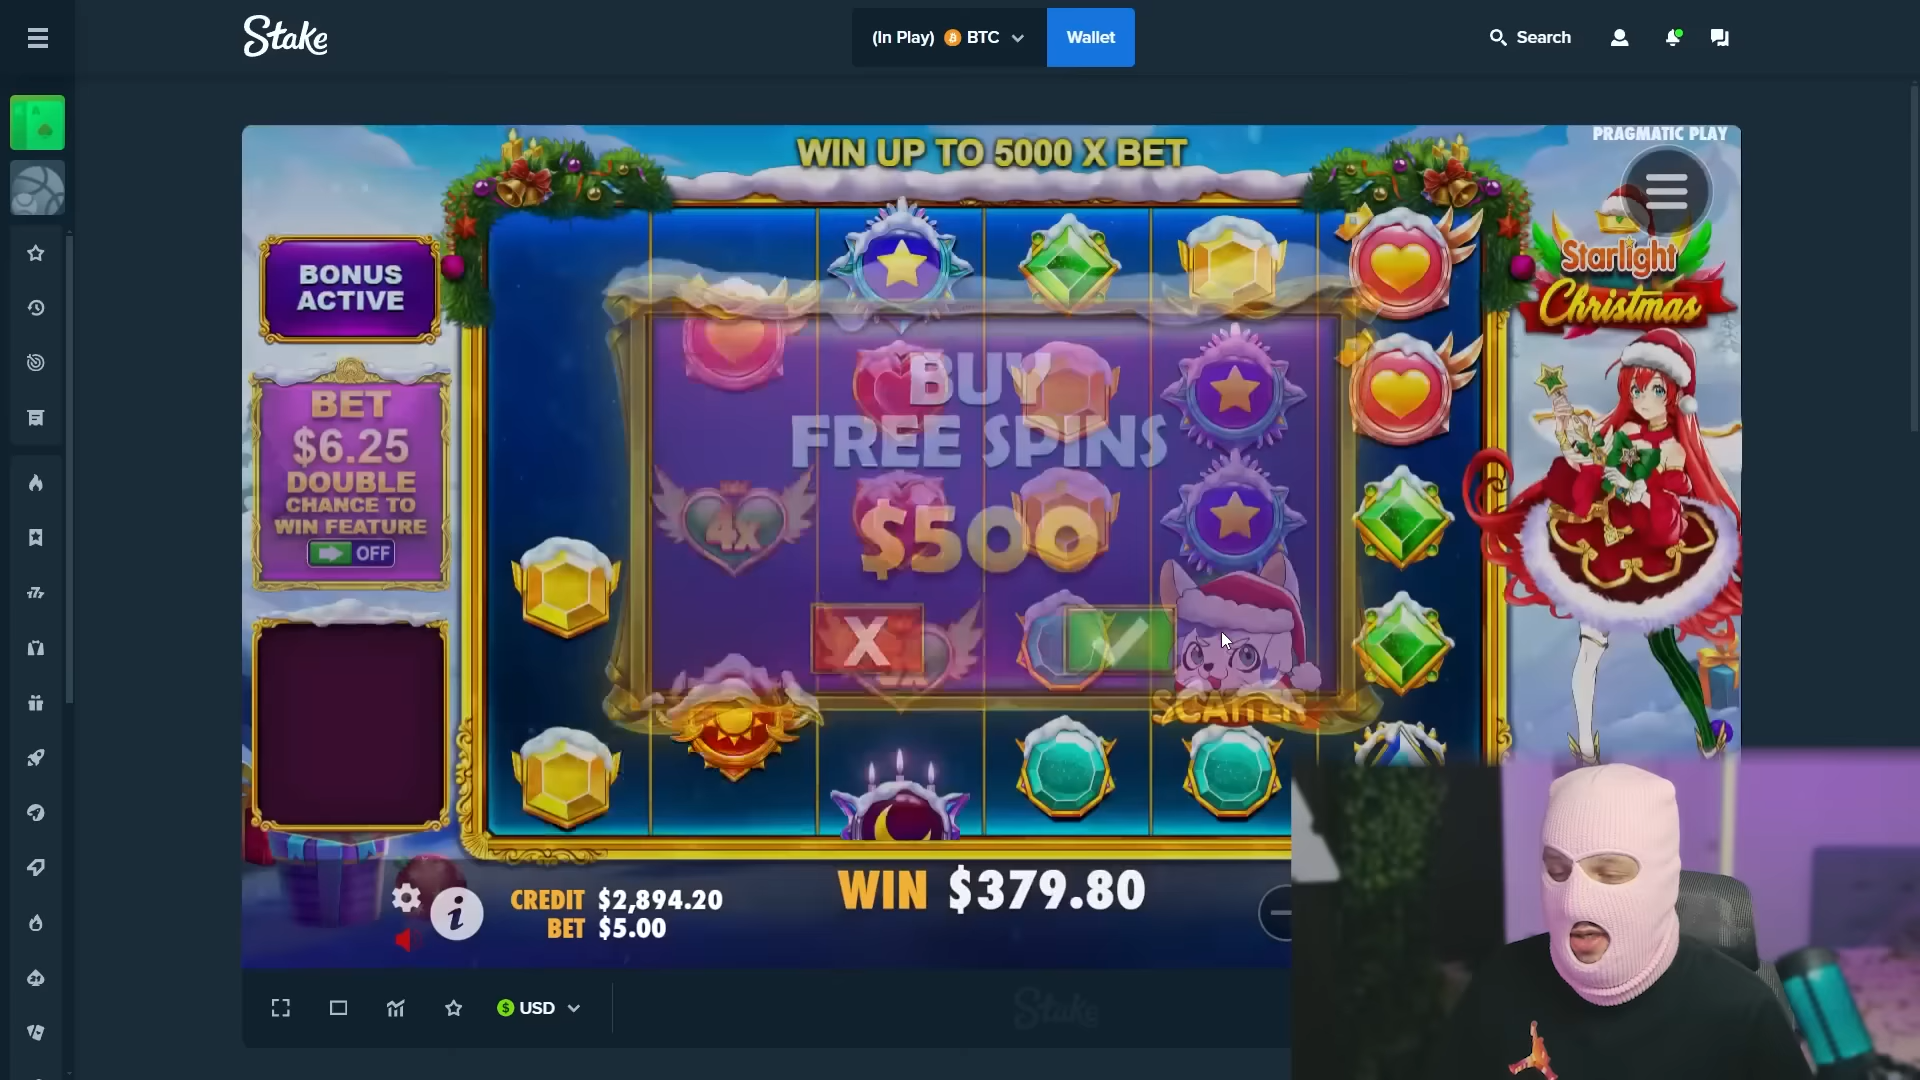 Stake
(In Play) BTC
Wallet
Search
WIN UP TO 5000 X BET
PRAGMATIC PLAY
BONUS
ACTIVE
Starlight
Christmas
BET
$6.25
DOUBLE
CHANCE TO
WIN FEATURE
OFF
BUY
FREE SPINS
$500
4x
X
SCATTER
CREDIT $2,894.20
BET $5.00
WIN $379.80
USD
Stake